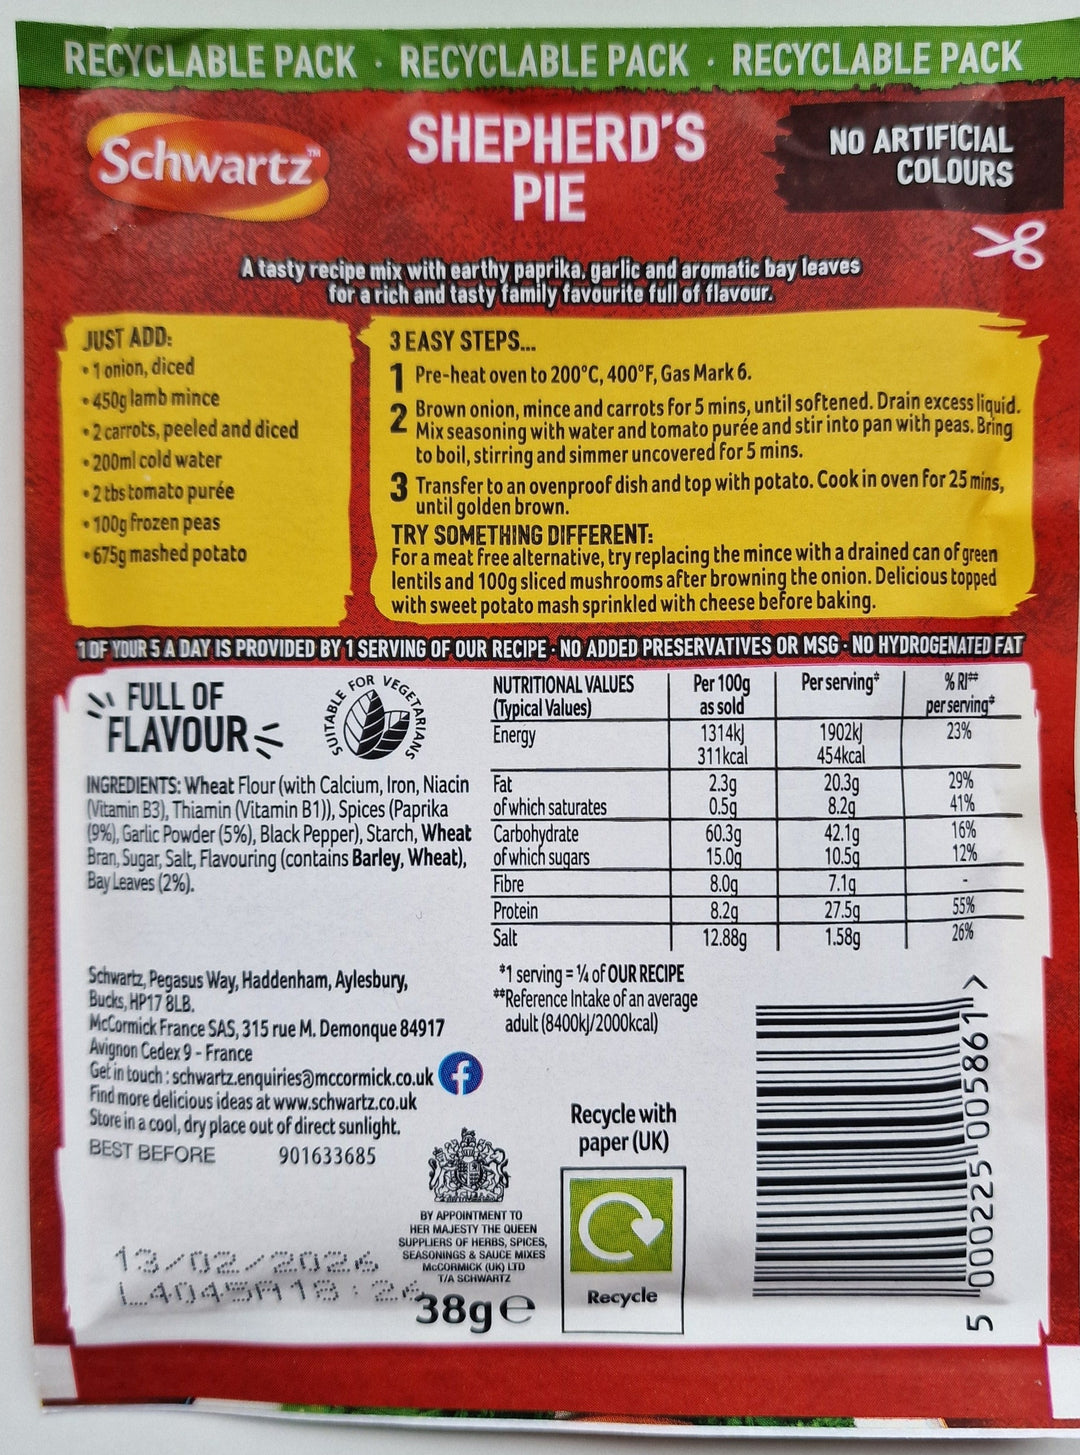 RECYCLABLE PACK · RECYCLABLE PACK · RECYCLABLE PACK
Schwartz™
SHEPHERD'S
PIE
NO ARTIFICIAL
COLOURS
A tasty recipe mix with earthy paprika, garlic and aromatic bay leaves
for a rich and tasty family favourite full of flavour.
JUST ADD:
• 1 onion, diced
• 450g lamb mince
• 2 carrots, peeled and diced
• 200ml cold water
• 2 tbs tomato purée
• 100g frozen peas
• 675g mashed potato
3 EASY STEPS...
1 Pre-heat oven to 200°C, 400°F, Gas Mark 6.
2 Brown onion, mince and carrots for 5 mins, until softened. Drain excess liquid.
Mix seasoning with water and tomato purée and stir into pan with peas. Bring
to boil, stirring and simmer uncovered for 5 mins.
3 Transfer to an ovenproof dish and top with potato. Cook in oven for 25 mins,
until golden brown.
TRY SOMETHING DIFFERENT:
For a meat free alternative, try replacing the mince with a drained can of green
lentils and 100g sliced mushrooms after browning the onion. Delicious topped
with sweet potato mash sprinkled with cheese before baking.
1 OF YOUR 5 A DAY IS PROVIDED BY 1 SERVING OF OUR RECIPE · NO ADDED PRESERVATIVES OR MSG · NO HYDROGENATED FAT
FULL OF
FLAVOUR
SUITABLE FOR VEGETARIANS
INGREDIENTS: Wheat Flour (with Calcium, Iron, Niacin
(Vitamin B3), Thiamin (Vitamin B1)), Spices (Paprika
(9%), Garlic Powder (5%), Black Pepper), Starch, Wheat
Bran, Sugar, Salt, Flavouring (contains Barley, Wheat),
Bay Leaves (2%).
NUTRITIONAL VALUES (Typical Values) Per 100g as sold Per serving* % RI** per serving*
Energy 1314kJ 1902kJ 23%
311kcal 454kcal
Fat 2.3g 20.3g 29%
of which saturates 0.5g 8.2g 41%
Carbohydrate 60.3g 42.1g 16%
of which sugars 15.0g 10.5g 12%
Fibre 8.0g 7.1g -
Protein 8.2g 27.5g 55%
Salt 12.88g 1.58g 26%
*1 serving = ¼ of OUR RECIPE
**Reference Intake of an average
adult (8400kJ/2000kcal)
Schwartz, Pegasus Way, Haddenham, Aylesbury,
Bucks, HP17 8LB.
McCormick France SAS, 315 rue M. Demonque 84917
Avignon Cedex 9 - France
Get in touch : schwartz.enquiries@mccormick.co.uk
Find more delicious ideas at www.schwartz.co.uk
Store in a cool, dry place out of direct sunlight.
BEST BEFORE 901633685
13/02/2026
L4045A 18:26
BY APPOINTMENT TO
HER MAJESTY THE QUEEN
SUPPLIERS OF HERBS, SPICES,
SEASONINGS & SAUCE MIXES
McCORMICK (UK) LTD
T/A SCHWARTZ
38g e
Recycle with
paper (UK)
Recycle
5 000225 005861 >